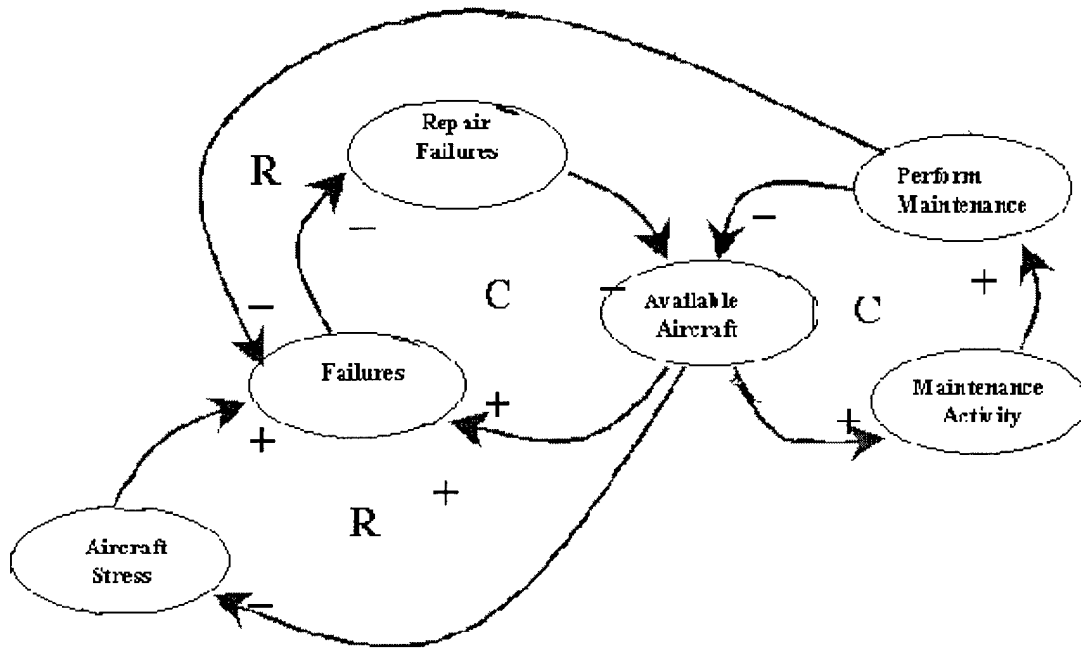 Repair
Failures
R
Perform
Maintenance
−
−
+
C
−
Available
Aircraft
C
−
Failures
Maintenance
Activity
+
+
+
+
R
Aircraft
Stress
−